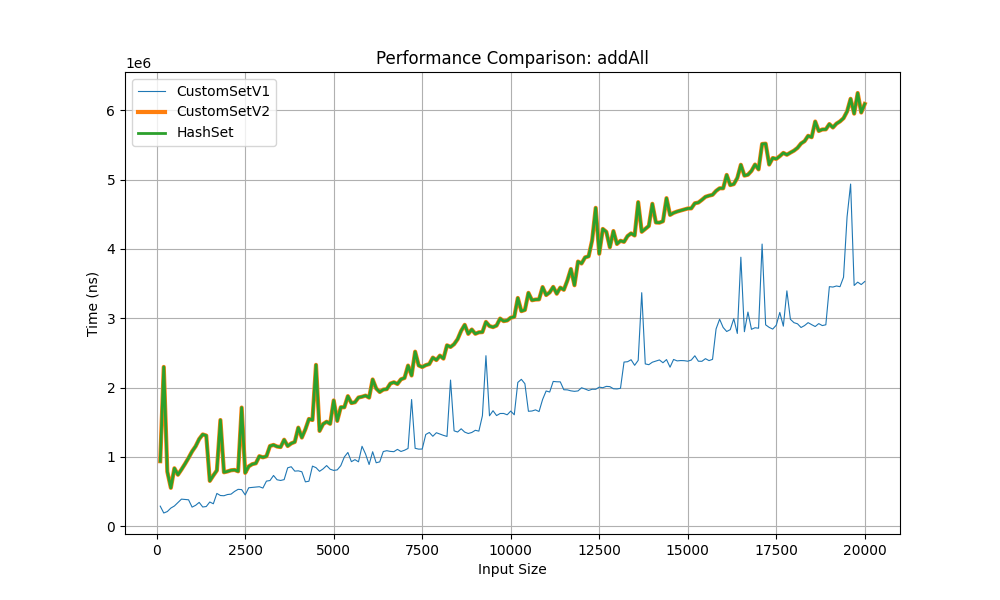 Performance Comparison: addAll
1e6
CustomSetV1
CustomSetV2
HashSet
6
5
4
3
2
1
0
Time (ns)
0 2500 5000 7500 10000 12500 15000 17500 20000
Input Size